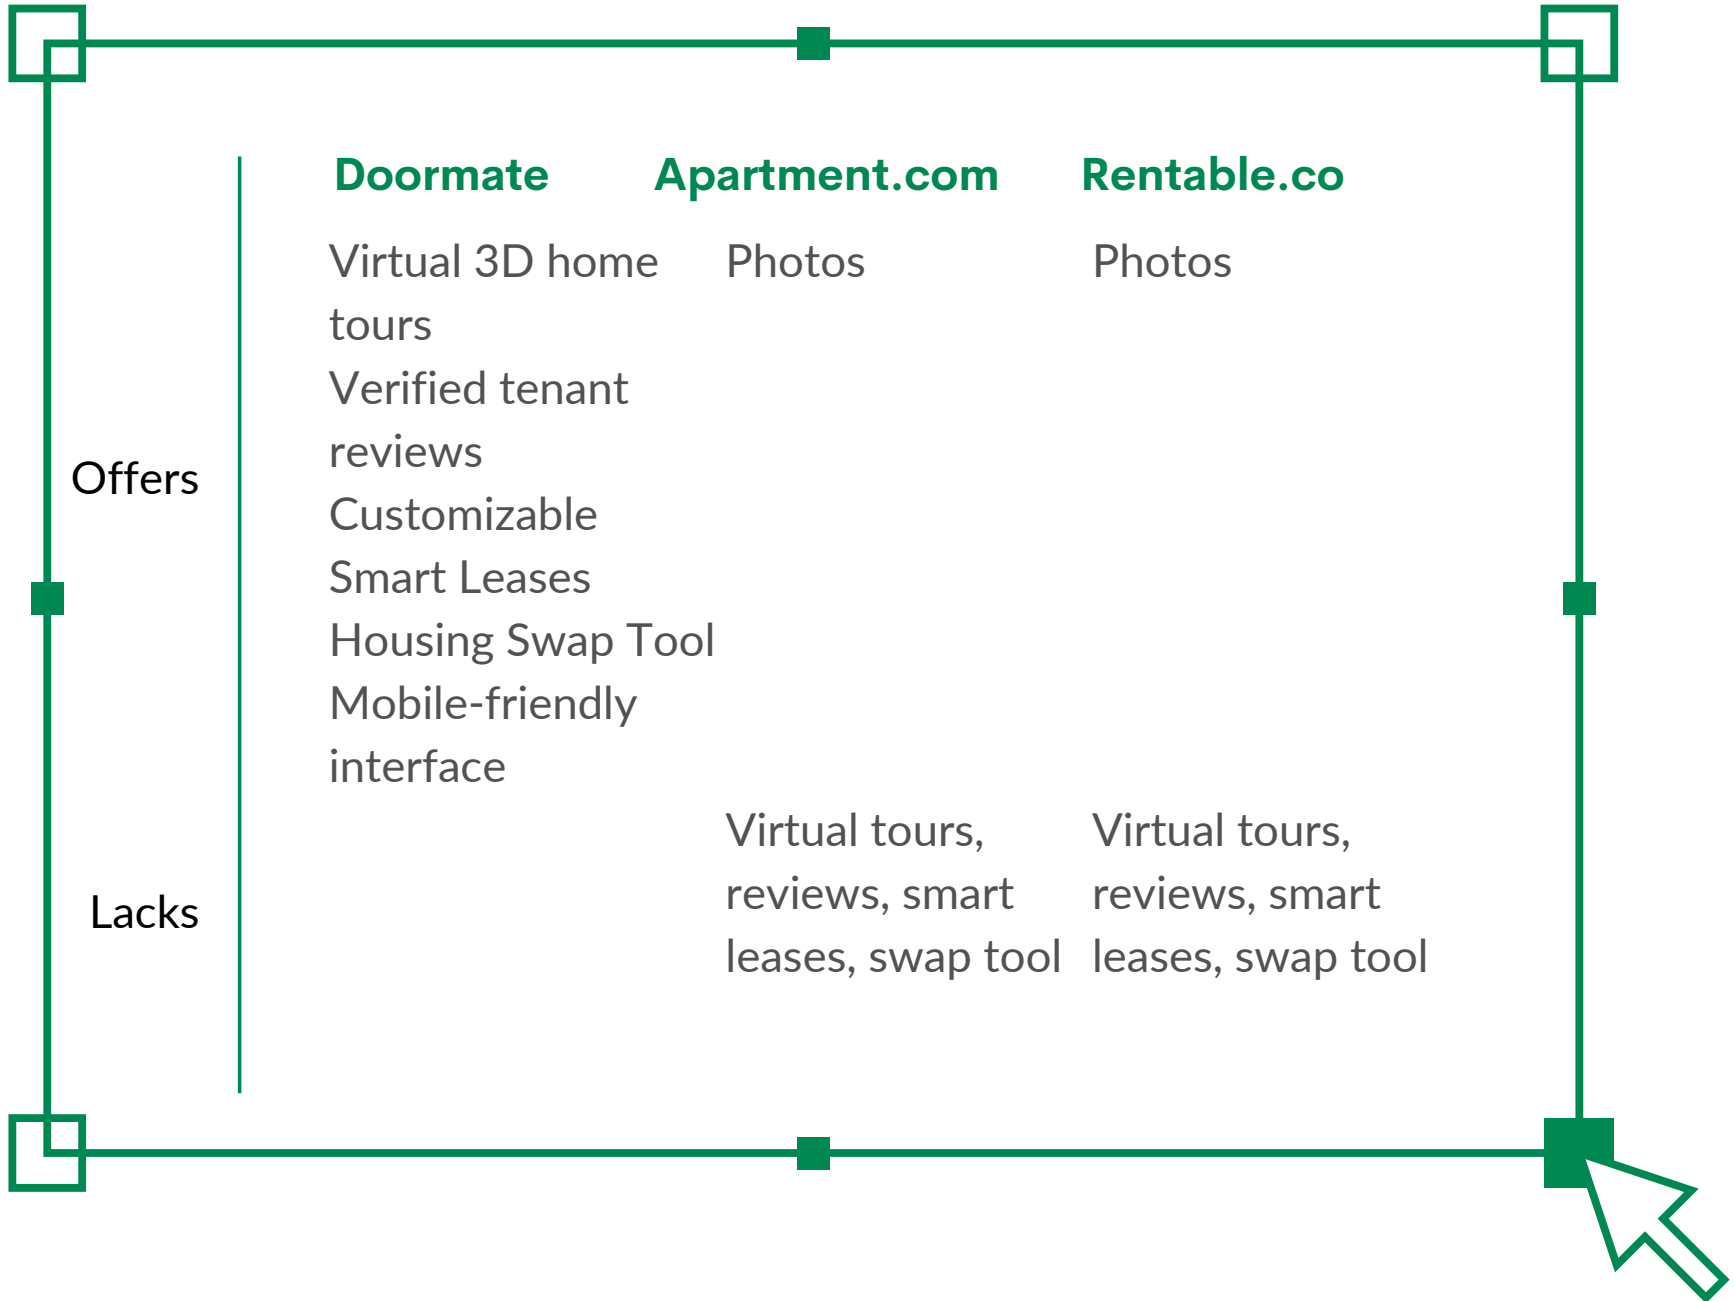 Doormate Apartment.com Rentable.co
Offers
Virtual 3D home
tours
Verified tenant
reviews
Customizable
Smart Leases
Housing Swap Tool
Mobile-friendly
interface
Photos
Photos
Lacks
Virtual tours,
reviews, smart
leases, swap tool
Virtual tours,
reviews, smart
leases, swap tool